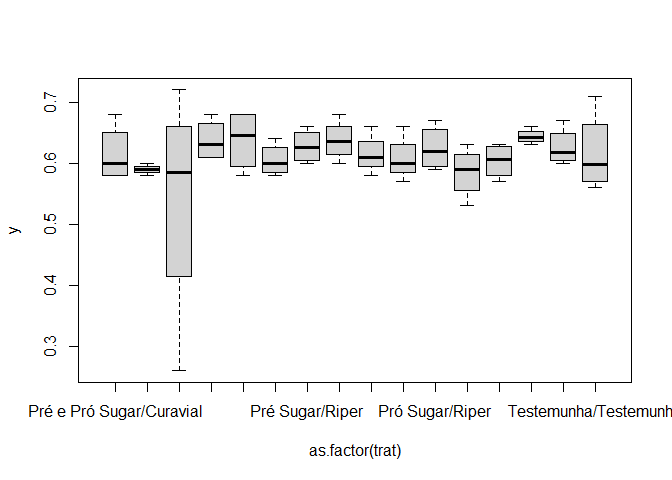 0.7
0.6
0.5
0.4
0.3
y
Pré e Pró Sugar/Curavial Pré Sugar/Riper Pró Sugar/Riper Testemunha/Testemunh
as.factor(trat)